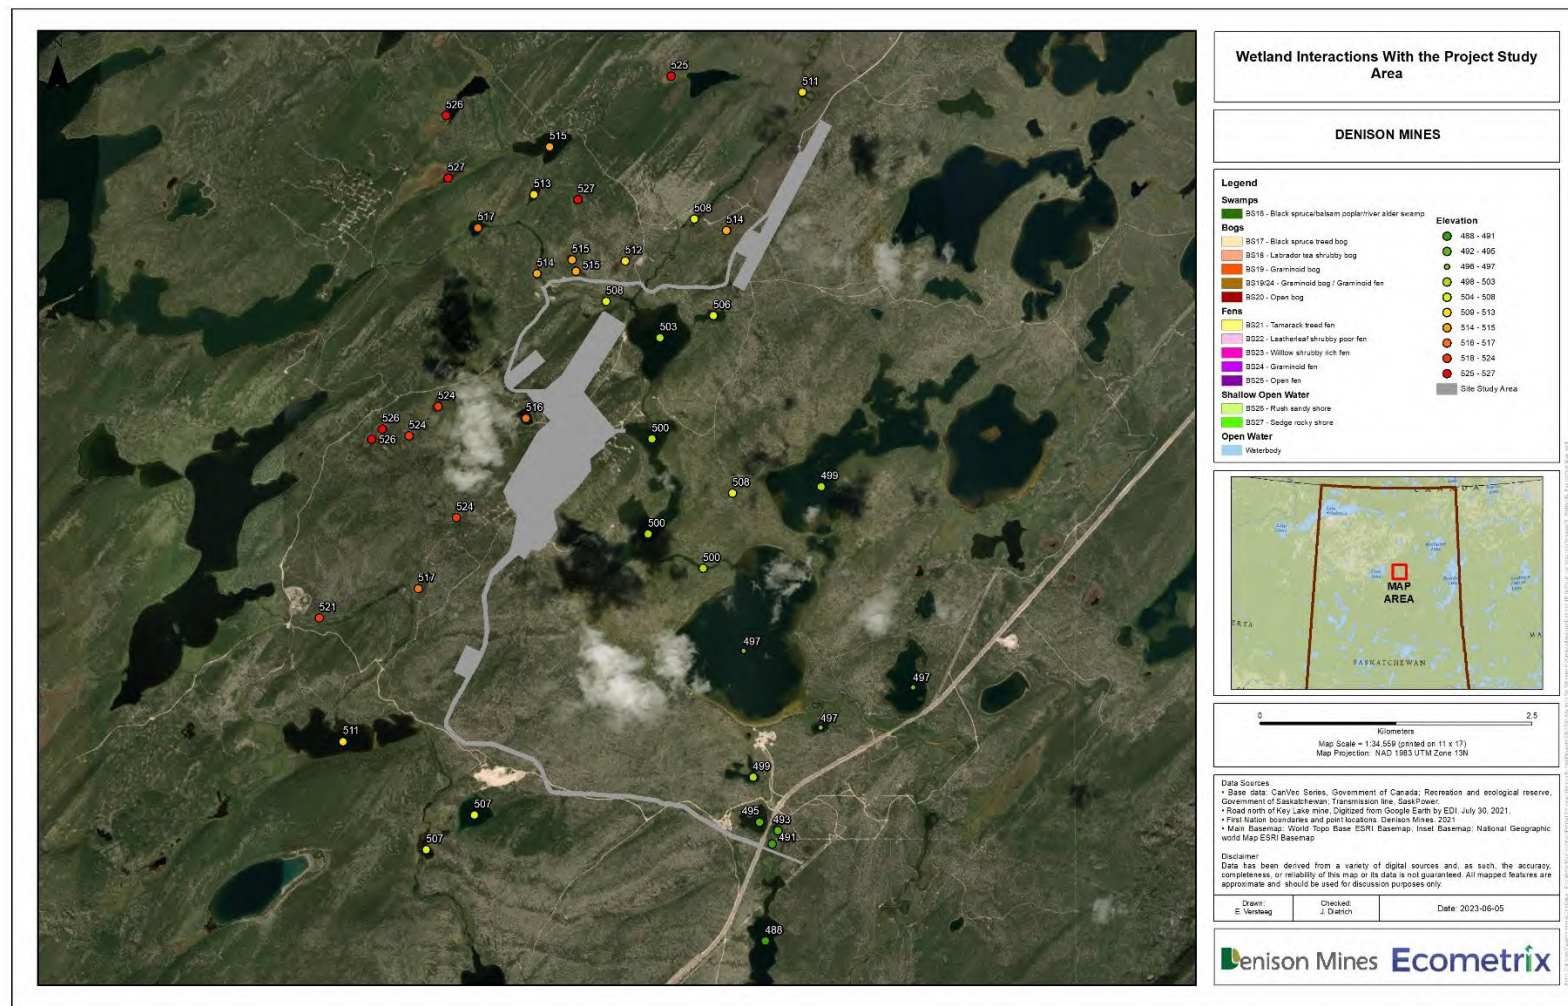 N
525
511
526
515
527
513
527
508
517
514
515
512
514
515
508
506
503
524
516
526
524
526
500
508
499
524
500
500
517
521
497
497
497
511
499
507
495
493
491
507
488
Wetland Interactions With the Project Study
Area
DENISON MINES
Legend
Swamps
BS16 - Black spruce/balsam poplar/river alder swamp
Bogs
BS17 - Black spruce treed bog
BS18 - Labrador tea shrubby bog
BS19 - Graminoid bog
BS19/24 - Graminoid bog / Graminoid fen
BS20 - Open bog
Fens
BS21 - Tamarack treed fen
BS22 - Leatherleaf shrubby poor fen
BS23 - Willow shrubby rich fen
BS24 - Graminoid fen
BS25 - Open fen
Shallow Open Water
BS26 - Rush sandy shore
BS27 - Sedge rocky shore
Open Water
Waterbody
Elevation
488 - 491
492 - 495
496 - 497
498 - 503
504 - 508
509 - 513
514 - 515
516 - 517
518 - 524
525 - 527
Site Study Area
CANADA
MAP
AREA
ERTA
MA
SASKATCHEWAN
0 2.5
Kilometers
Map Scale = 1:34,559 (printed on 11 x 17)
Map Projection: NAD 1983 UTM Zone 13N
Data Sources
• Base data: CanVec Series, Government of Canada; Recreation and ecological reserve,
Government of Saskatchewan; Transmission line, SaskPower.
• Road north of Key Lake mine, Digitized from Google Earth by EDI. July 30, 2021.
• First Nation boundaries and point locations. Denison Mines. 2021
• Main Basemap: World Topo Base ESRI Basemap, Inset Basemap: National Geographic
world Map ESRI Basemap
Disclaimer
Data has been derived from a variety of digital sources and, as such, the accuracy,
completeness, or reliability of this map or its data is not guaranteed. All mapped features are
approximate and should be used for discussion purposes only.
Drawn:
E. Versteeg
Checked:
J. Dietrich
Date: 2023-06-05
Denison Mines
Ecometrix